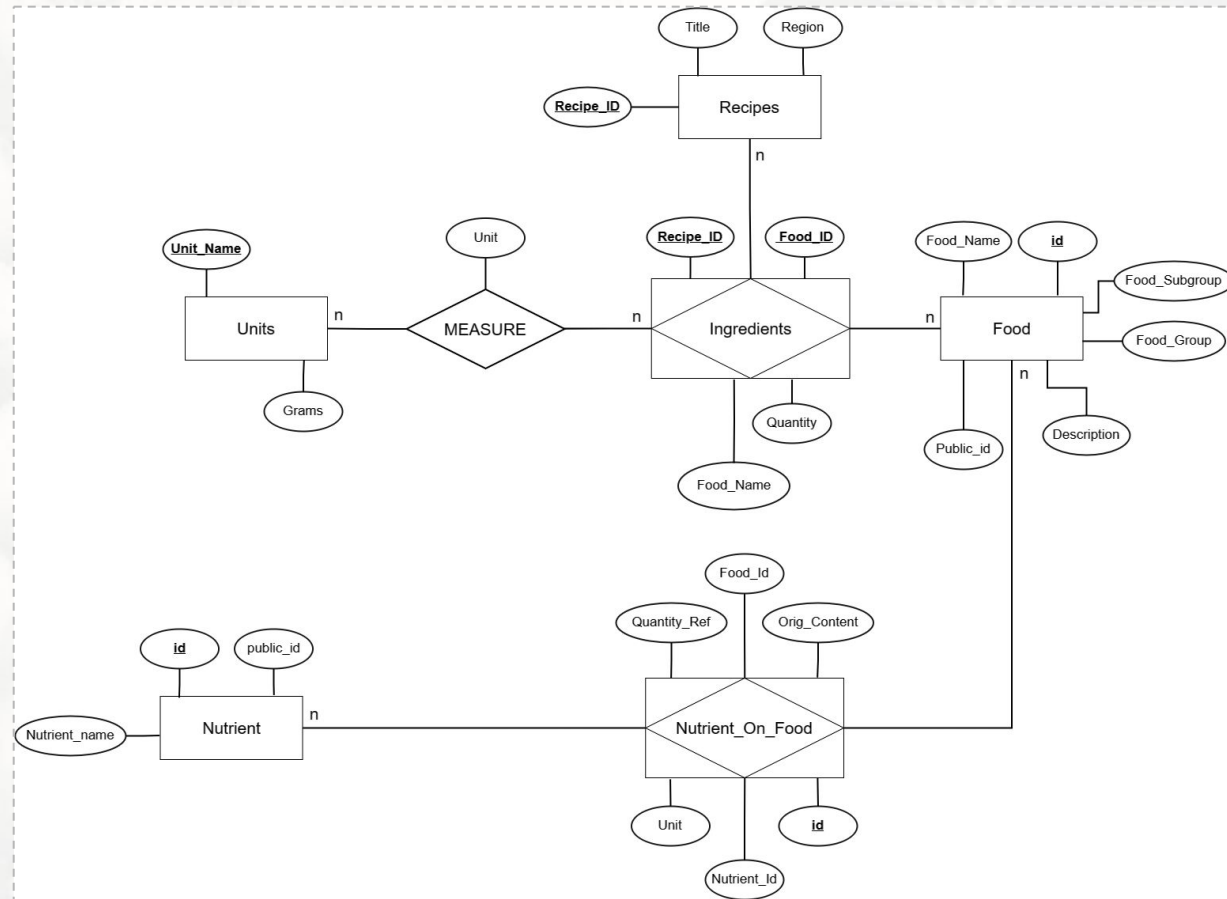 Title
Region
Recipe_ID
Recipes
n
Unit_Name
Unit
Recipe_ID
Food_ID
Food_Name
id
Food_Subgroup
Units
n
MEASURE
n
Ingredients
n
Food
Food_Group
n
Grams
Quantity
Public_id
Description
Food_Name
Food_Id
Quantity_Ref
Orig_Content
id
public_id
Nutrient_name
Nutrient
n
Nutrient_On_Food
Unit
id
Nutrient_Id